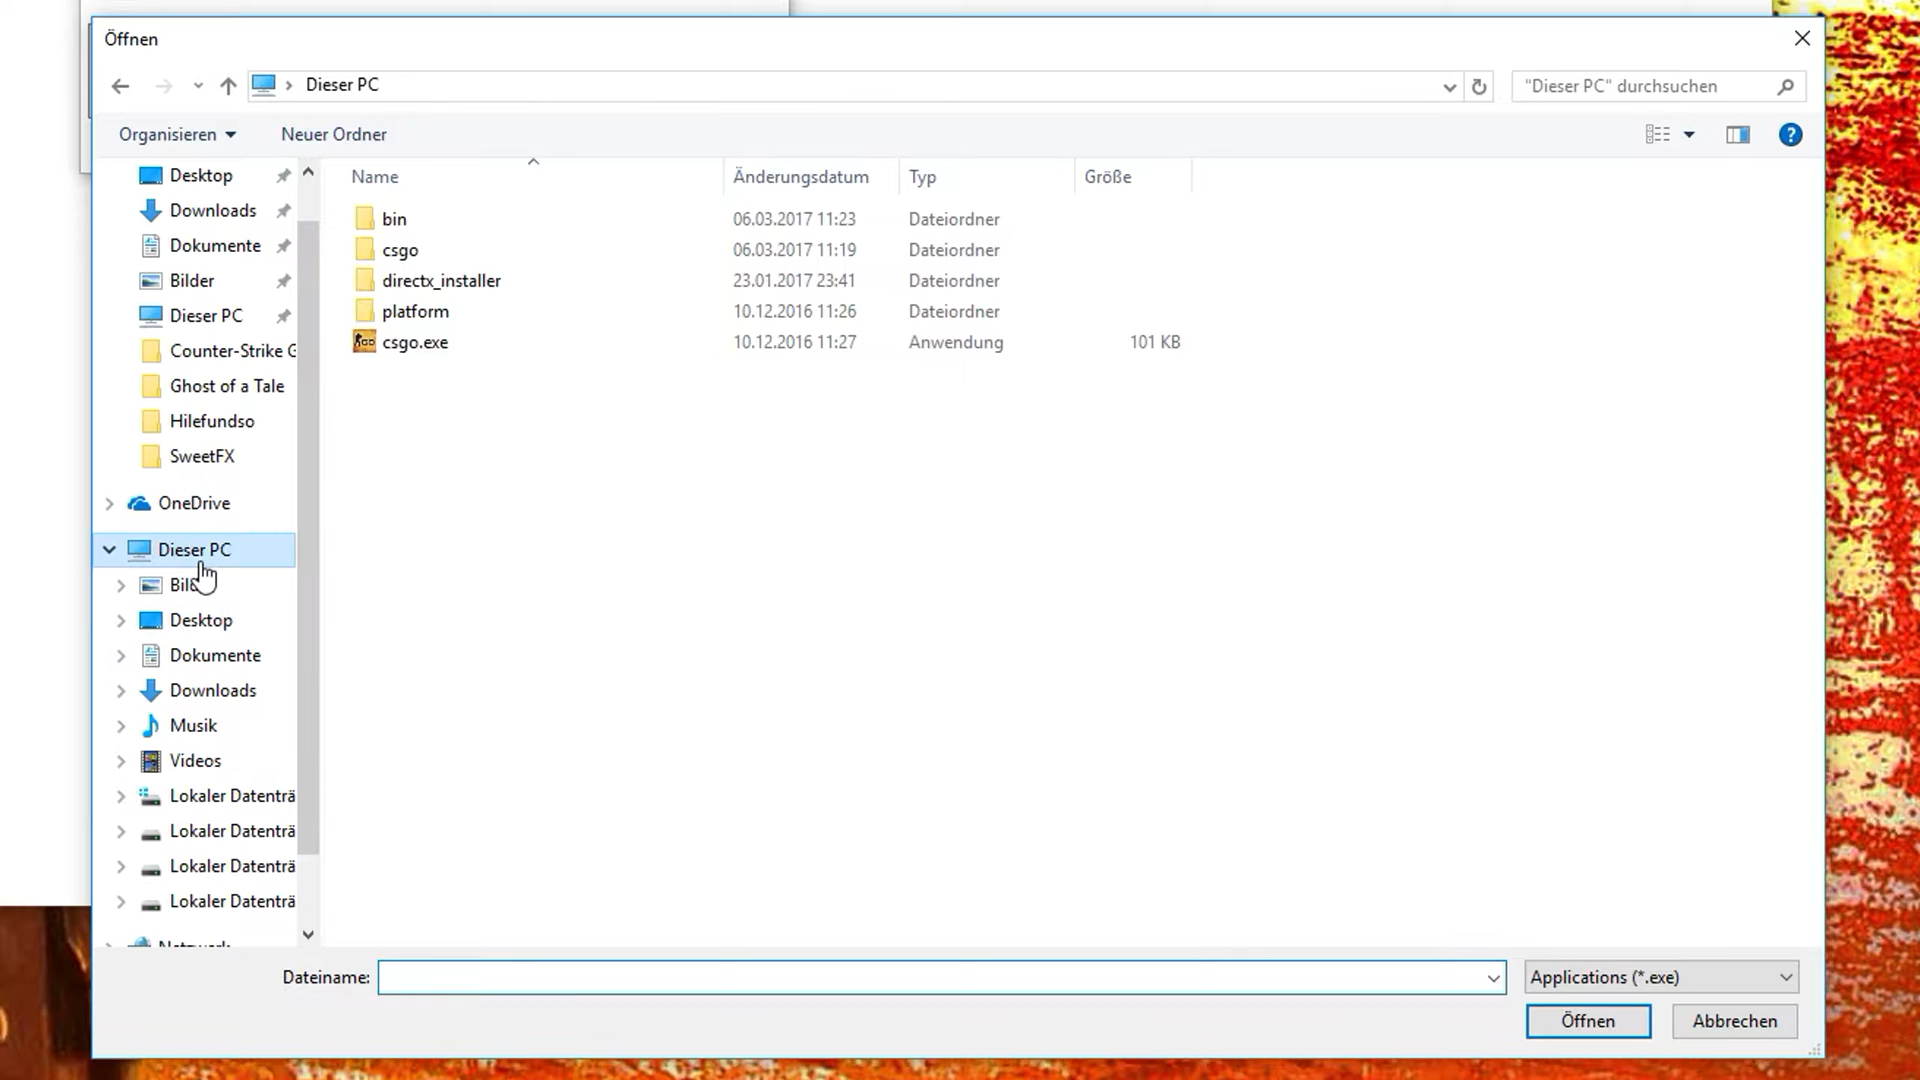 Öffnen
Dieser PC
"Dieser PC" durchsuchen
Organisieren Neuer Ordner
Name Änderungsdatum Typ Größe
Desktop
Downloads
Dokumente
Bilder
Dieser PC
Counter-Strike G
Ghost of a Tale
Hilefundso
SweetFX
OneDrive
Dieser PC
Bil
Desktop
Dokumente
Downloads
Musik
Videos
Lokaler Datenträ
Lokaler Datenträ
Lokaler Datenträ
Lokaler Datenträ
Netzwerk
bin 06.03.2017 11:23 Dateiordner
csgo 06.03.2017 11:19 Dateiordner
directx_installer 23.01.2017 23:41 Dateiordner
platform 10.12.2016 11:26 Dateiordner
csgo.exe 10.12.2016 11:27 Anwendung 101 KB
Dateiname:
Applications (*.exe)
Öffnen Abbrechen